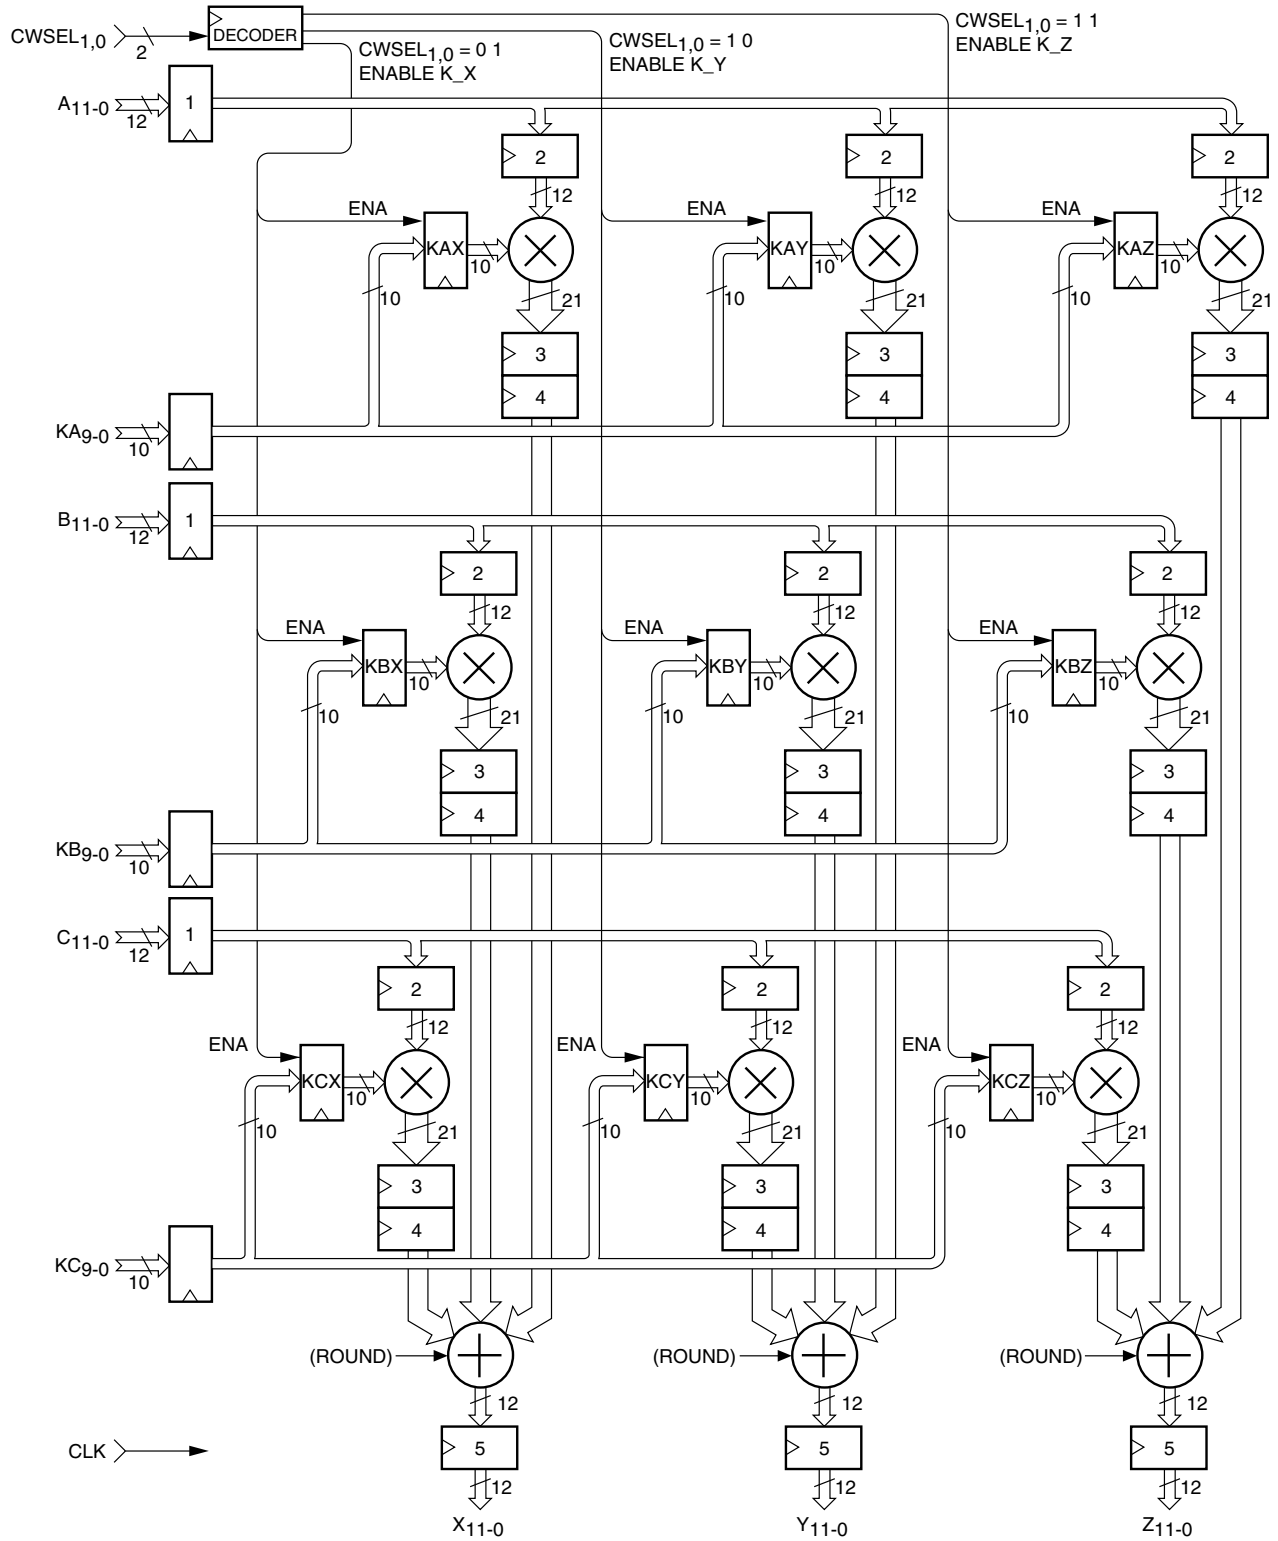 CWSEL1,0
2
DECODER
CWSEL1,0 = 0 1
ENABLE K_X
CWSEL1,0 = 1 0
ENABLE K_Y
CWSEL1,0 = 1 1
ENABLE K_Z
A11-0
12
1
2
2
2
12
12
12
ENA
ENA
ENA
KAX
10
KAY
10
KAZ
10
10
21
10
21
10
21
3
3
3
4
4
4
KA9-0
10
B11-0
12
1
2
2
2
12
12
12
ENA
ENA
ENA
KBX
10
KBY
10
KBZ
10
10
21
10
21
10
21
3
3
3
4
4
4
KB9-0
10
C11-0
12
1
2
2
2
12
12
12
ENA
ENA
ENA
KCX
10
KCY
10
KCZ
10
10
21
10
21
10
21
3
3
3
4
4
4
KC9-0
10
(ROUND)
(ROUND)
(ROUND)
12
12
12
CLK
5
5
5
12
12
12
X11-0
Y11-0
Z11-0